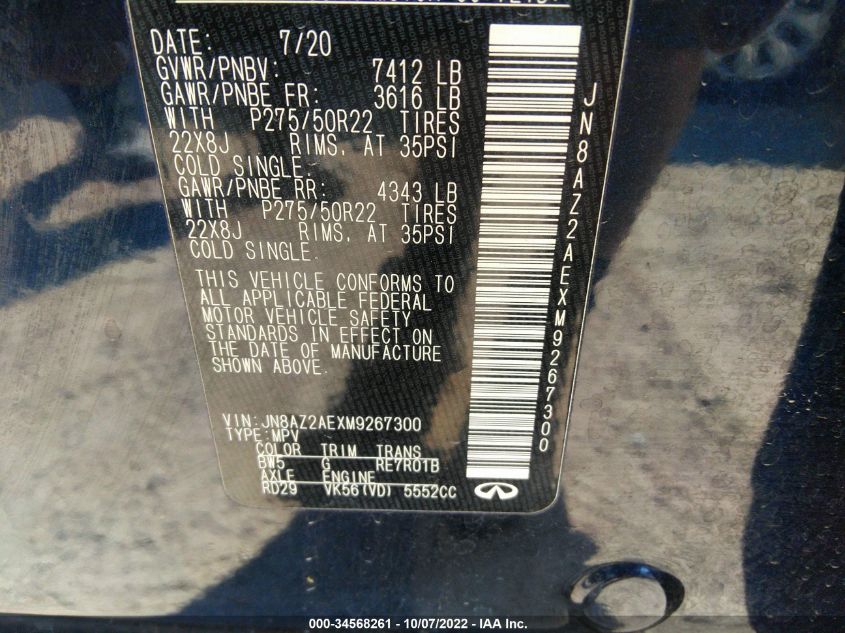 DATE: 7/20
GVWR/PNBV: 7412 LB
GAWR/PNBE FR: 3616 LB
WITH P275/50R22 TIRES
22X8J RIMS, AT 35PSI
COLD SINGLE.
GAWR/PNBE RR: 4343 LB
WITH P275/50R22 TIRES
22X8J RIMS, AT 35PSI
COLD SINGLE.
THIS VEHICLE CONFORMS TO
ALL APPLICABLE FEDERAL
MOTOR VEHICLE SAFETY
STANDARDS IN EFFECT ON
THE DATE OF MANUFACTURE
SHOWN ABOVE.
VIN:JN8AZ2AEXM9267300
TYPE:MPV
COLOR TRIM TRANS
BW5 G RE7R01B
AXLE ENGINE
RD29 VK56(VD) 5552CC
JN8AZ2AEXM9267300
000-34568261 - 10/07/2022 - IAA Inc.